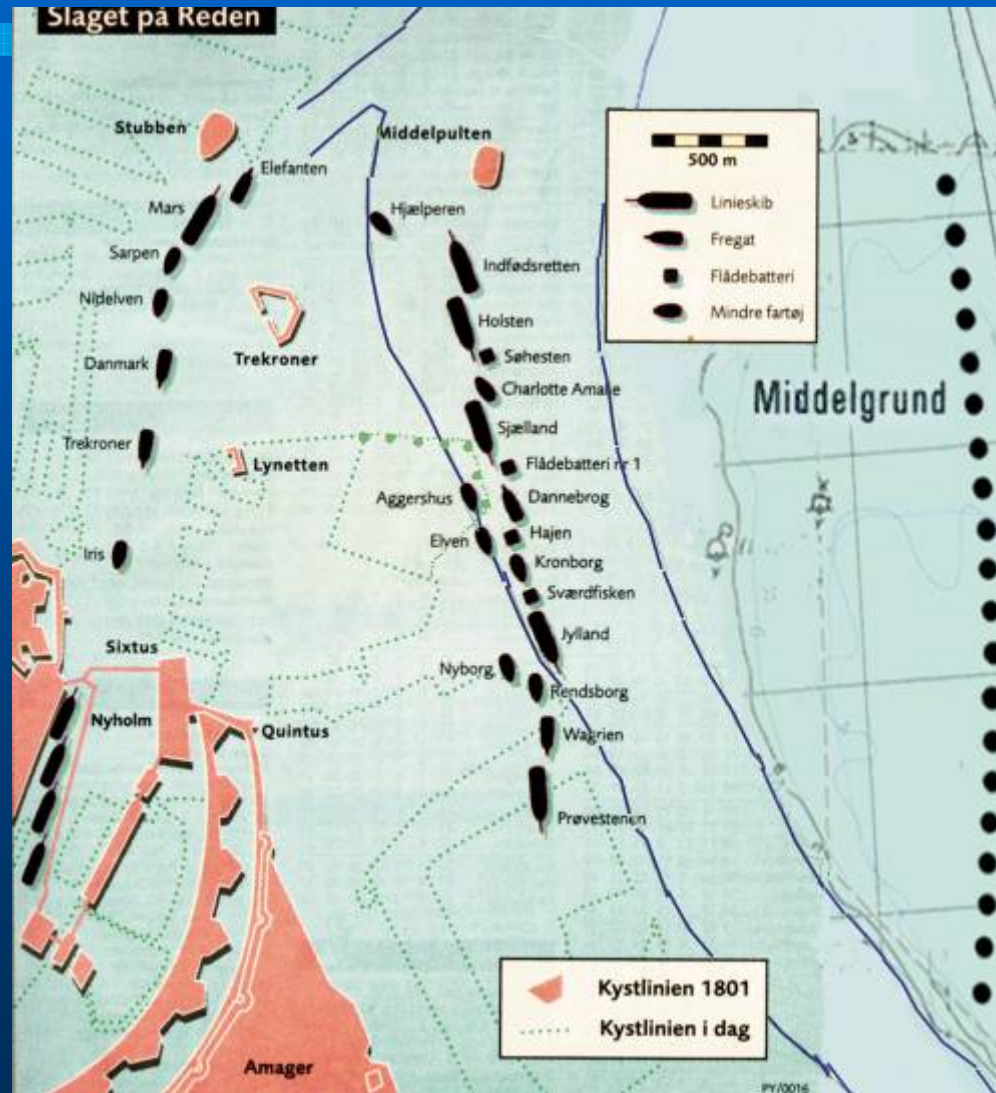 Slaget på Reden
Stubben
Middelpulten
Elefanten
500 m
Mars
Hjælperen
Linieskib
Sarpen
Fregat
Indfødsretten
Flådebatteri
Nidelven
Holsten
Mindre fartøj
Trekroner
Søhesten
Danmark
Charlotte Amalie
Middelgrund
Sjælland
Trekroner
Lynetten
Flådebatteri nr 1
Aggershus
Dannebrog
Elven
Hajen
Iris
Kronborg
Sværdfisken
Jylland
Sixtus
Nyborg
Rendsborg
Nyholm
Quintus
Wagrien
Prøvestenen
Kystlinien 1801
Kystlinien i dag
Amager
PY/0016